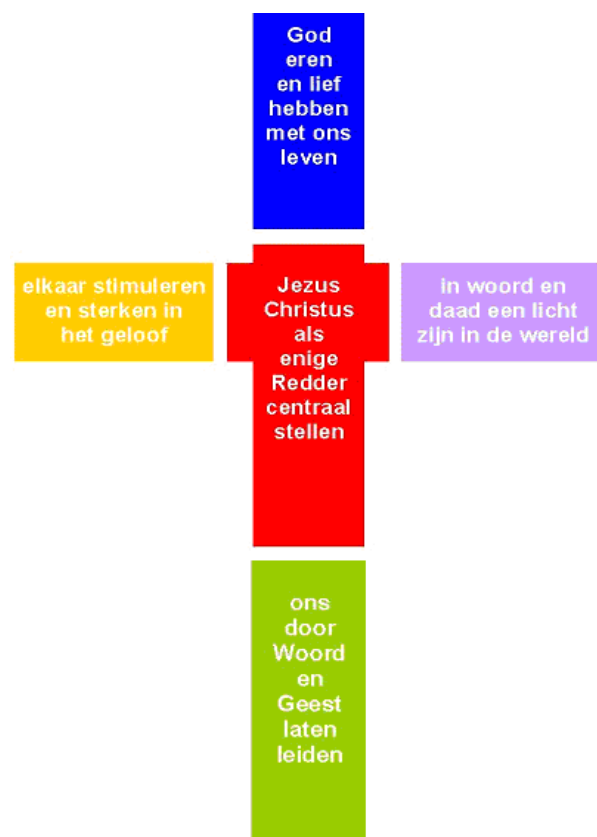 God
eren
en lief
hebben
met ons
leven
elkaar stimuleren
en sterken in
het geloof
Jezus
Christus
als
enige
Redder
centraal
stellen
in woord en
daad een licht
zijn in de wereld
ons
door
Woord
en
Geest
laten
leiden